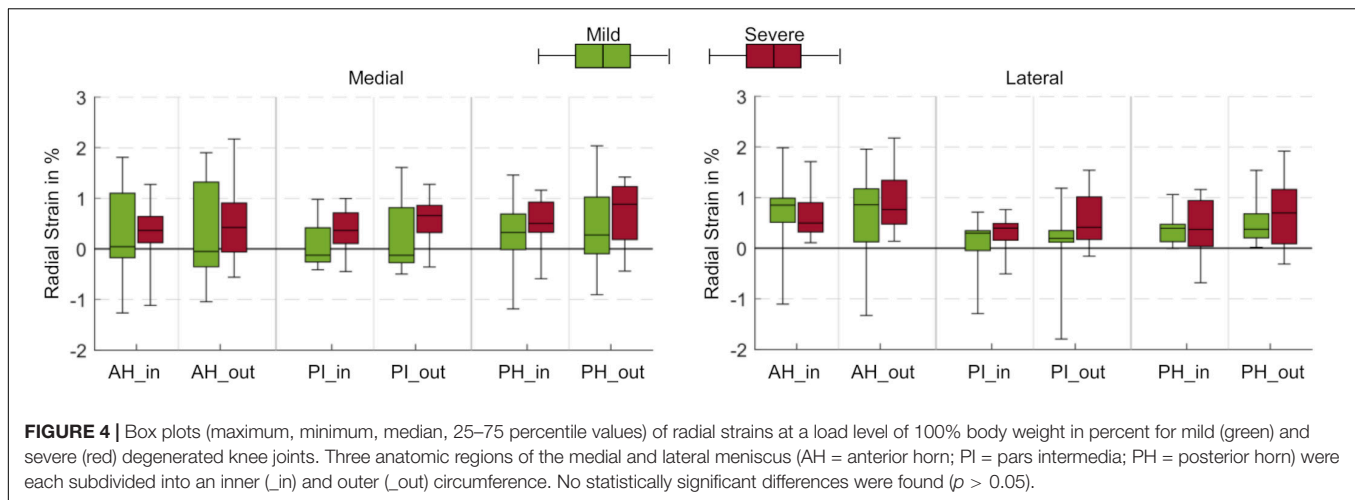 Mild Severe
Medial Lateral
3
2
1
0
-1
-2
Radial Strain in %
AH_in AH_out PI_in PI_out PH_in PH_out
3
2
1
0
-1
-2
Radial Strain in %
AH_in AH_out PI_in PI_out PH_in PH_out
FIGURE 4 | Box plots (maximum, minimum, median, 25–75 percentile values) of radial strains at a load level of 100% body weight in percent for mild (green) and
severe (red) degenerated knee joints. Three anatomic regions of the medial and lateral meniscus (AH = anterior horn; PI = pars intermedia; PH = posterior horn) were
each subdivided into an inner (_in) and outer (_out) circumference. No statistically significant differences were found (p > 0.05).